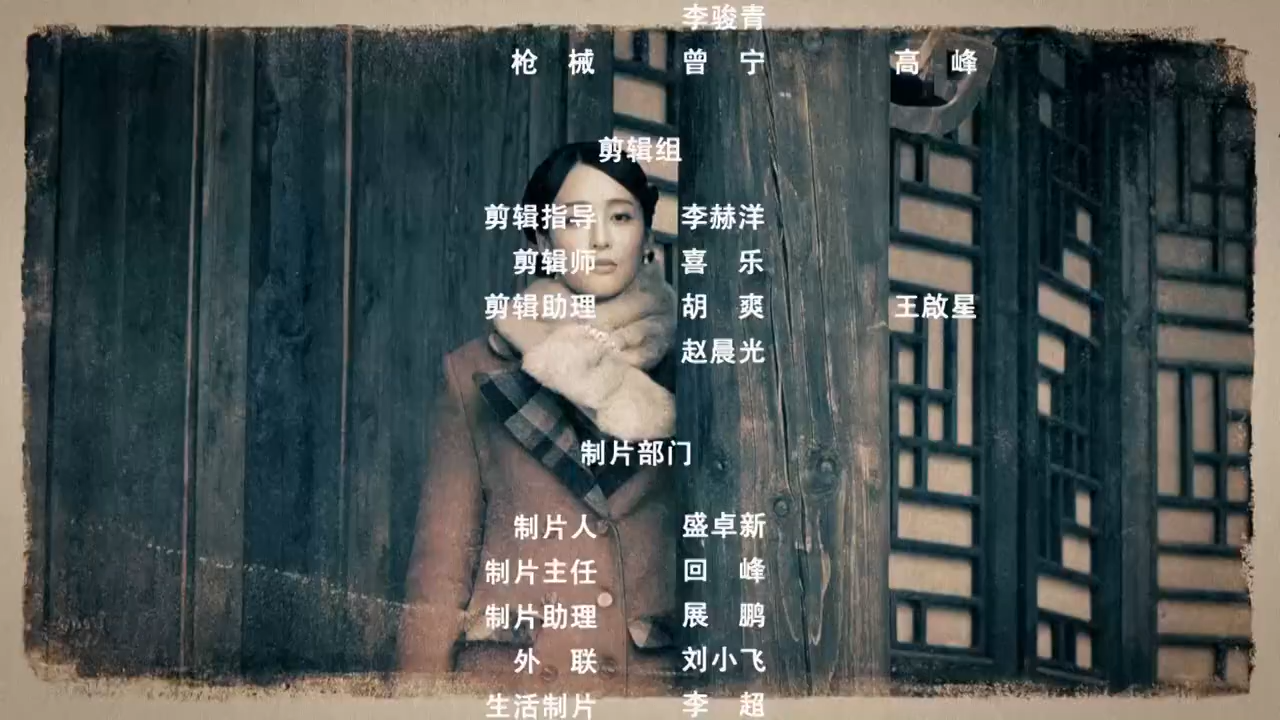 李骏青
枪 械 曾 宁 高 峰
剪辑组
剪辑指导 李赫洋
剪辑师 喜 乐
剪辑助理 胡 爽 王啟星
赵晨光
制片部门
制片人 盛卓新
制片主任 回 峰
制片助理 展 鹏
外 联 刘小飞
生活制片 李 超